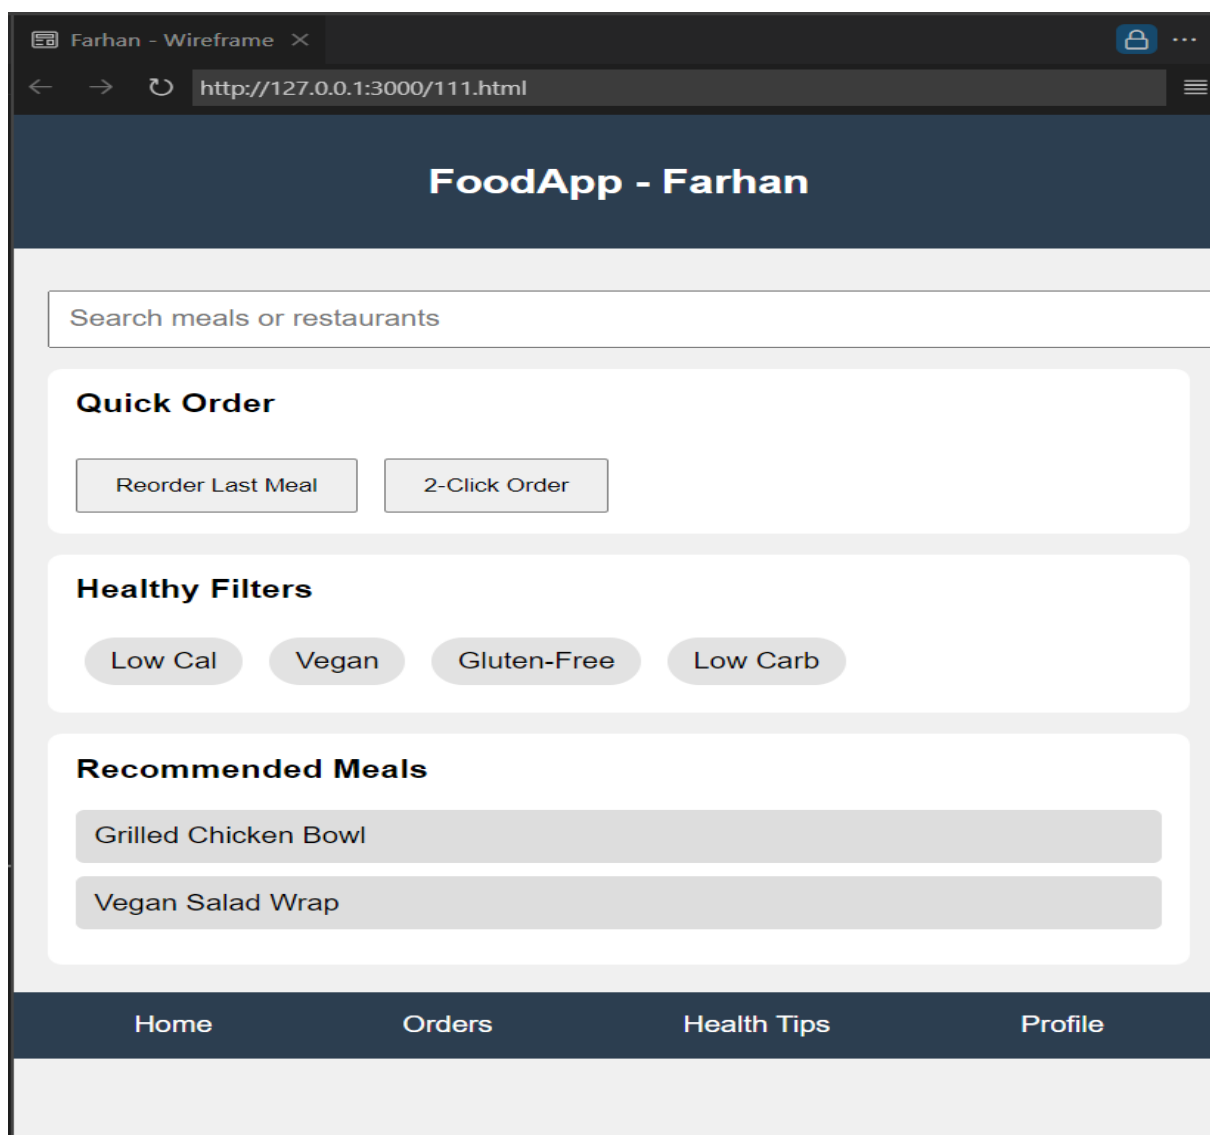 Farhan - Wireframe
http://127.0.0.1:3000/111.html
FoodApp - Farhan
Search meals or restaurants
Quick Order
Reorder Last Meal 2-Click Order
Healthy Filters
Low Cal Vegan Gluten-Free Low Carb
Recommended Meals
Grilled Chicken Bowl
Vegan Salad Wrap
Home Orders Health Tips Profile